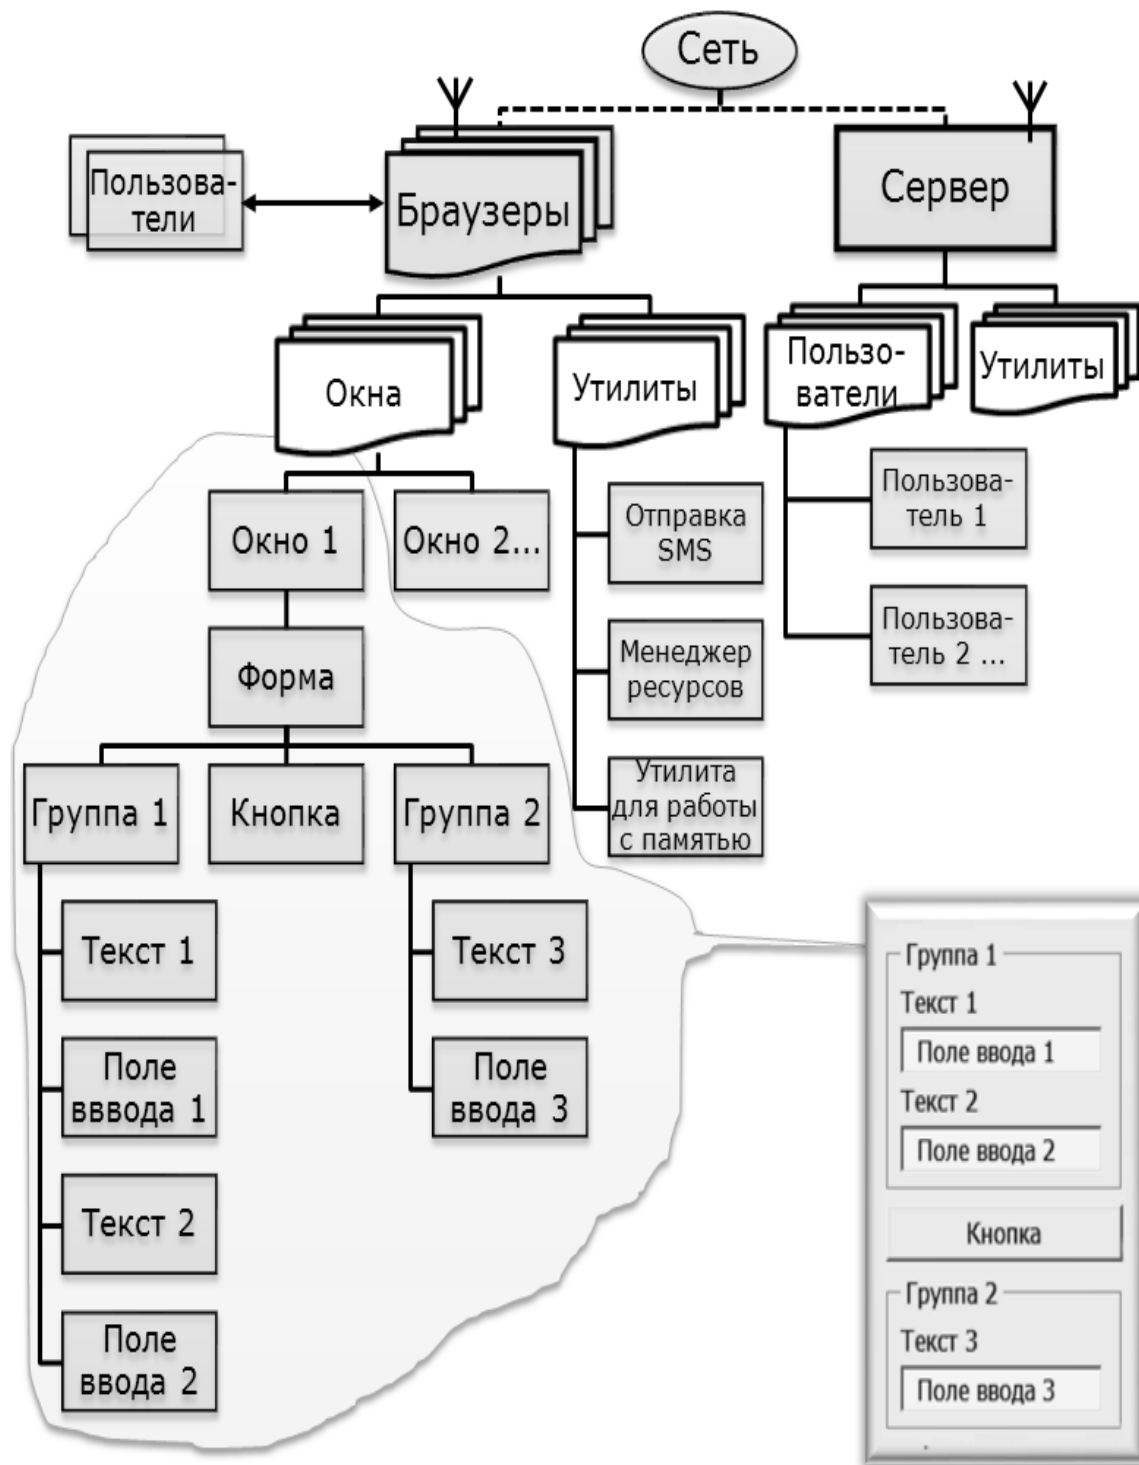 Сеть
Пользова-
тели
Браузеры
Сервер
Окна
Утилиты
Пользо-
ватели
Утилиты
Окно 1
Окно 2...
Отправка
SMS
Пользова-
тель 1
Форма
Менеджер
ресурсов
Пользова-
тель 2 ...
Группа 1
Кнопка
Группа 2
Утилита
для работы
с памятью
Текст 1
Текст 3
Поле
вввода 1
Поле
ввода 3
Текст 2
Поле
ввода 2
Группа 1
Текст 1
Поле ввода 1
Текст 2
Поле ввода 2
Кнопка
Группа 2
Текст 3
Поле ввода 3